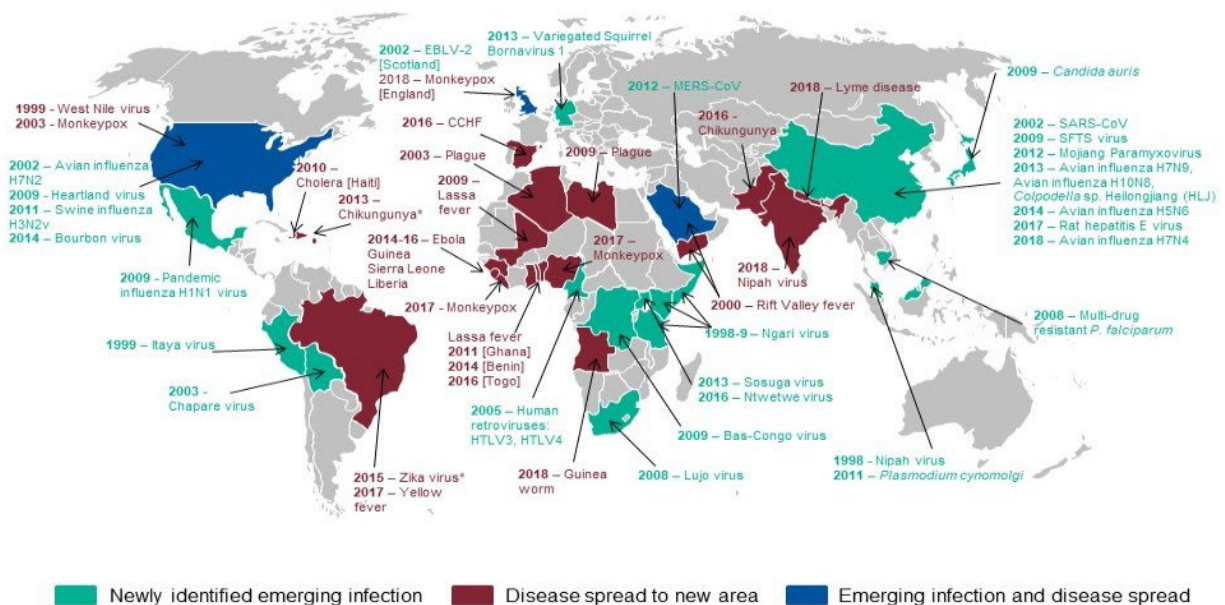 2002 – EBLV-2
[Scotland]
2018 – Monkeypox
[England]
2013 – Variegated Squirrel
Bornavirus 1
2012 – MERS-CoV
2018 – Lyme disease
2009 – Candida auris
1999 - West Nile virus
2003 - Monkeypox
2016 – CCHF
2016 -
Chikungunya
2002 – SARS-CoV
2009 – SFTS virus
2012 – Mojiang Paramyxovirus
2013 – Avian influenza H7N9,
Avian influenza H10N8,
Colpodella sp. Heilongjiang (HLJ)
2014 – Avian influenza H5N6
2017 – Rat hepatitis E virus
2018 – Avian influenza H7N4
2002 – Avian influenza
H7N2
2009 - Heartland virus
2011 – Swine influenza
H3N2v
2014 – Bourbon virus
2010 –
Cholera [Haiti]
2013 –
Chikungunya*
2003 – Plague
2009 – Plague
2009 –
Lassa
fever
2014-16 – Ebola
Guinea
Sierra Leone
Liberia
2017 –
Monkeypox
2018 –
Nipah virus
2009 – Pandemic
influenza H1N1 virus
2017 – Monkeypox
2000 – Rift Valley fever
1998-9 – Ngari virus
2008 – Multi-drug
resistant P. falciparum
1999 – Itaya virus
Lassa fever
2011 [Ghana]
2014 [Benin]
2016 [Togo]
2003 -
Chapare virus
2013 – Sosuga virus
2016 – Ntwetwe virus
2005 – Human
retroviruses:
HTLV3, HTLV4
2009 – Bas-Congo virus
1998 - Nipah virus
2011 – Plasmodium cynomolgi
2015 – Zika virus*
2017 – Yellow
fever
2018 – Guinea
worm
2008 – Lujo virus
Newly identified emerging infection
Disease spread to new area
Emerging infection and disease spread